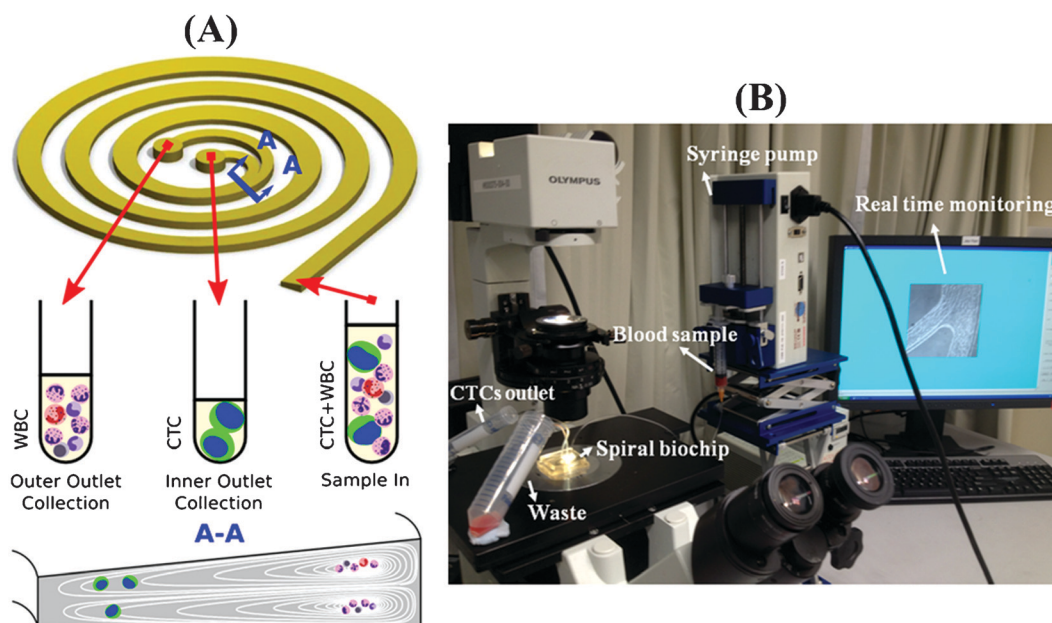 (A)
A
A
WBC
CTC
CTC+WBC
Outer Outlet
Collection
Inner Outlet
Collection
Sample In
A-A
(B)
Syringe pump
OLYMPUS
Real time monitoring
Blood sample
CTCs outlet
Spiral biochip
Waste